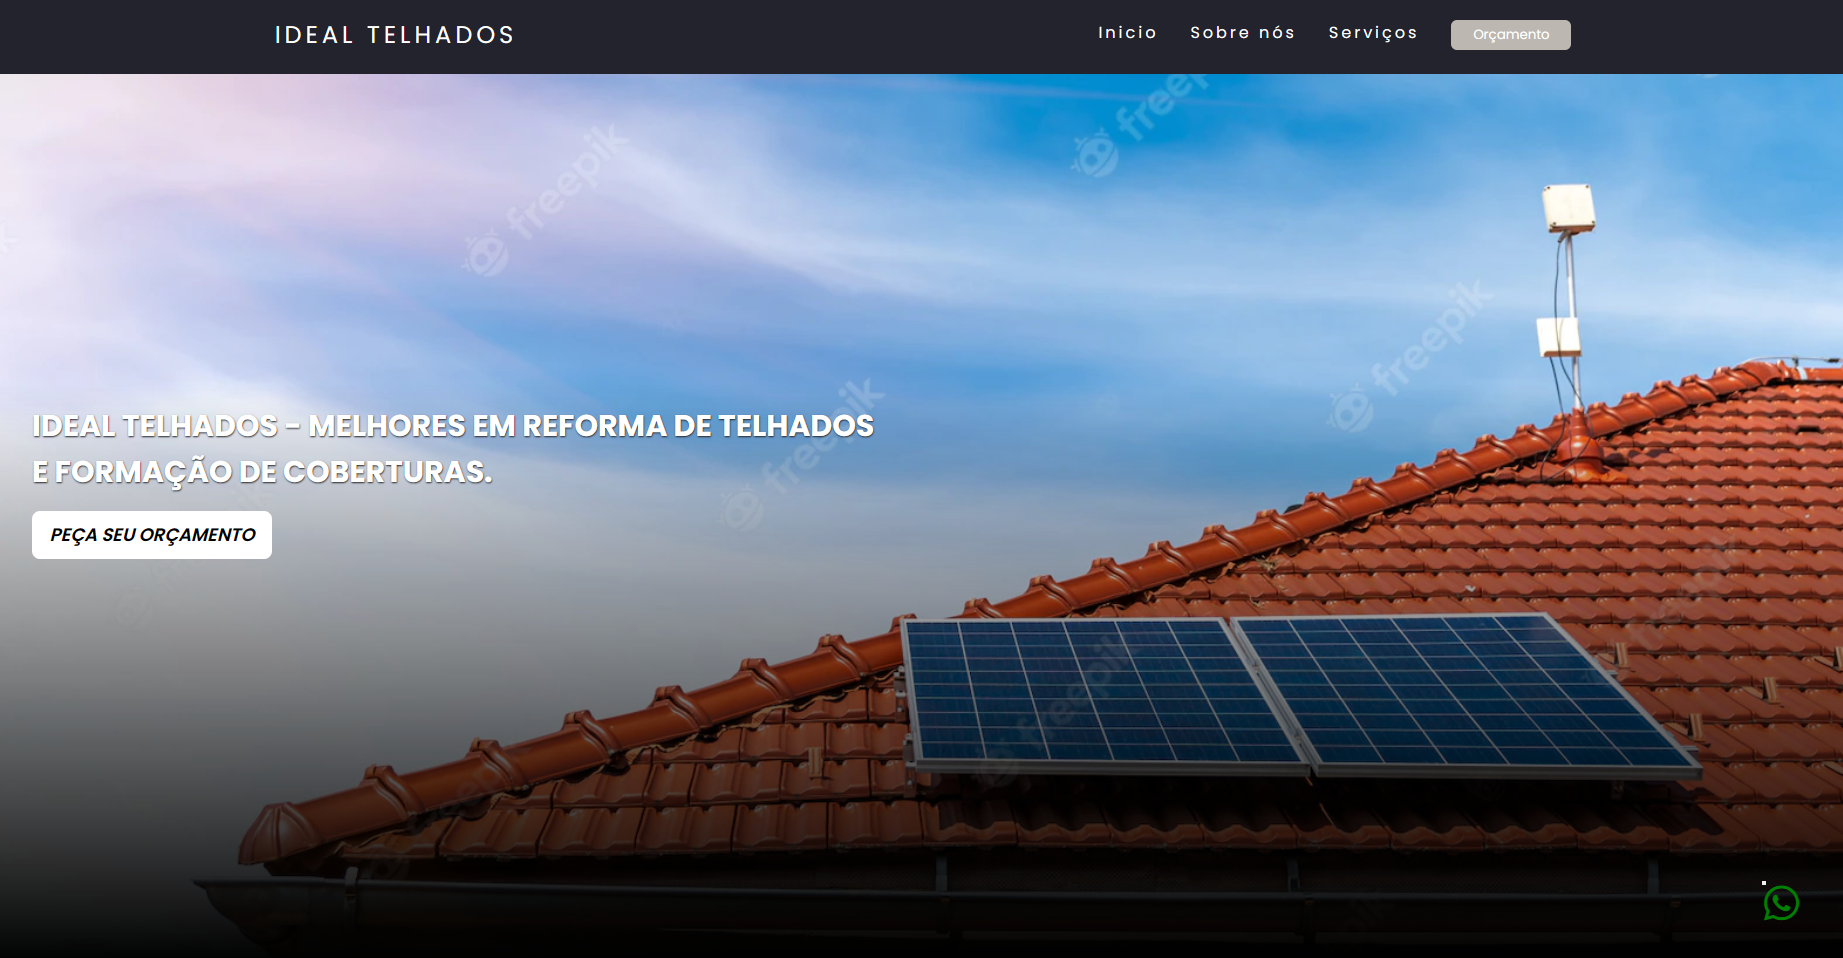 IDEAL TELHADOS
Inicio Sobre nós Serviços Orçamento
freepik
freepik
freepik
freepik
IDEAL TELHADOS - MELHORES EM REFORMA DE TELHADOS
E FORMAÇÃO DE COBERTURAS.
PEÇA SEU ORÇAMENTO
freepik